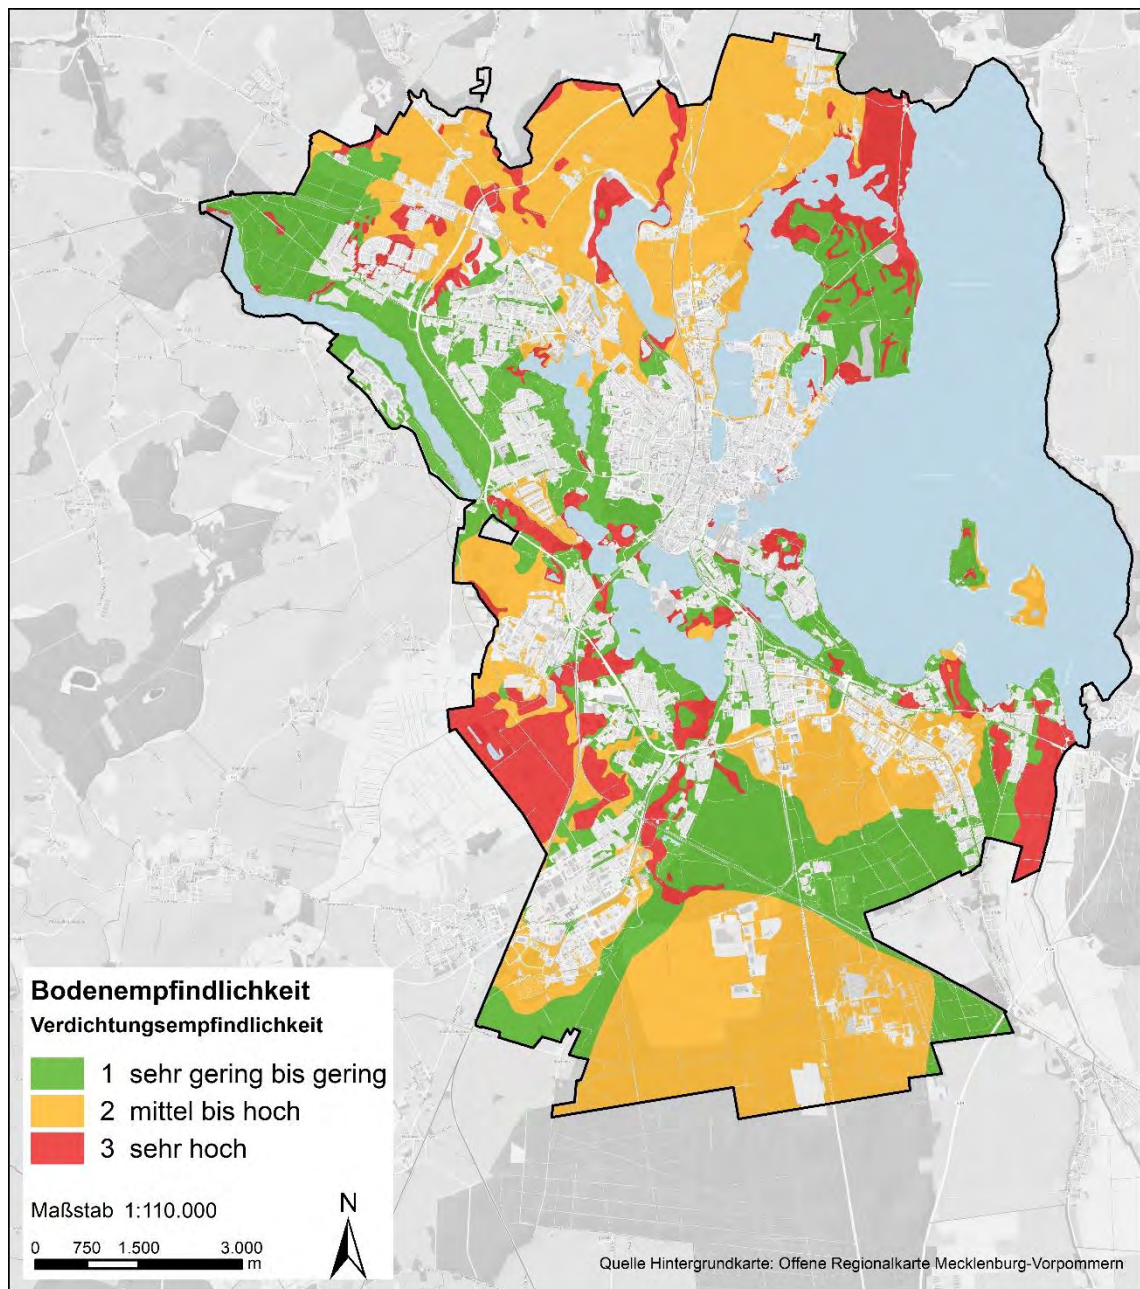 Bodenempfindlichkeit
Verdichtungsempfindlichkeit
1 sehr gering bis gering
2 mittel bis hoch
3 sehr hoch
Maßstab 1:110.000
N
0 750 1.500 3.000
m
Quelle Hintergrundkarte: Offene Regionalkarte Mecklenburg-Vorpommern